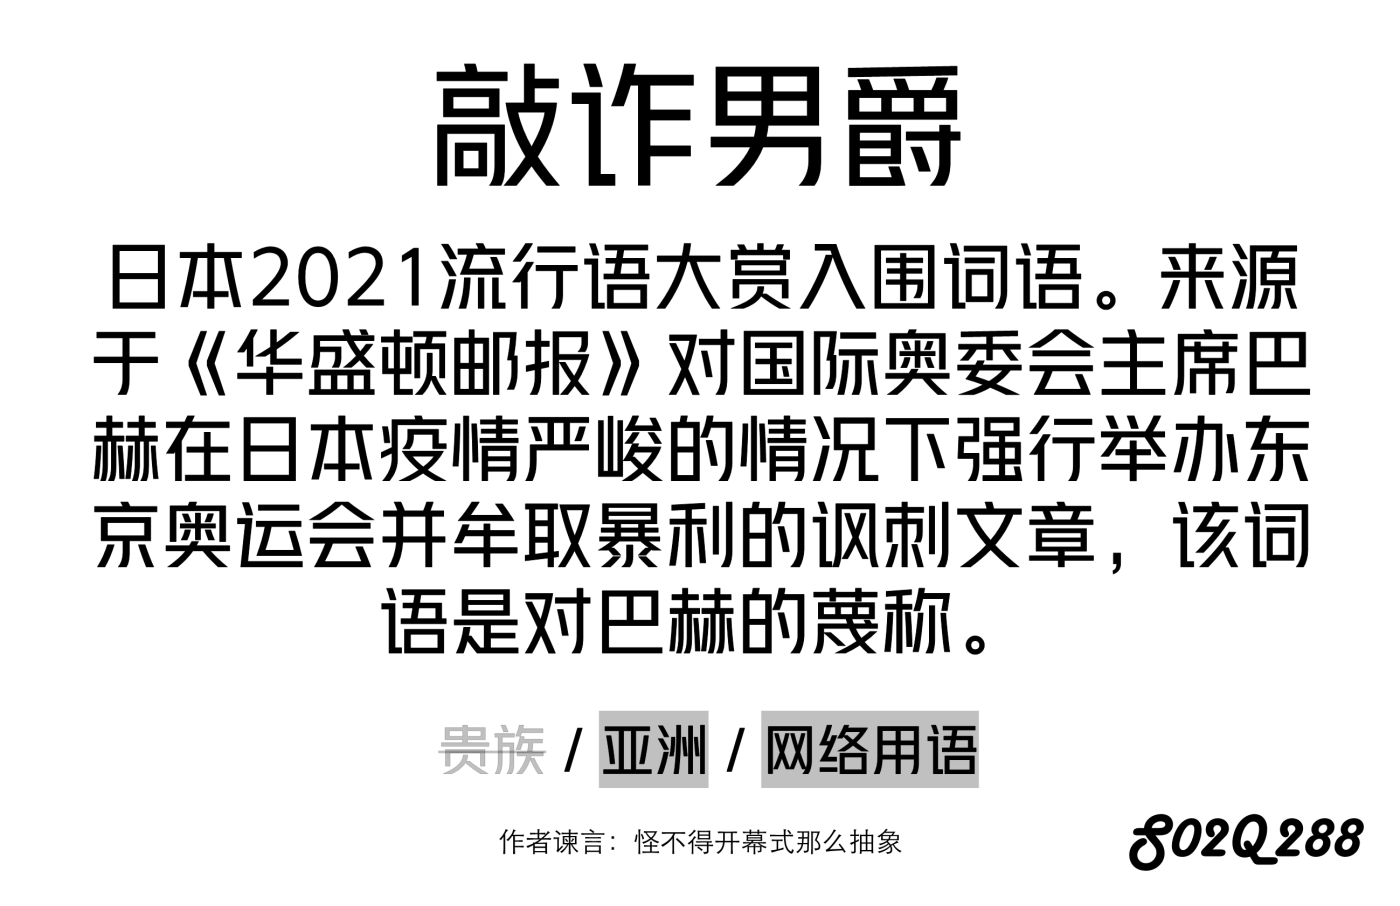 敲诈男爵
日本2021流行语大赏入围词语。来源
于《华盛顿邮报》对国际奥委会主席巴
赫在日本疫情严峻的情况下强行举办东
京奥运会并牟取暴利的讽刺文章，该词
语是对巴赫的蔑称。
贵族 / 亚洲 / 网络用语
作者谏言：怪不得开幕式那么抽象
S02Q288